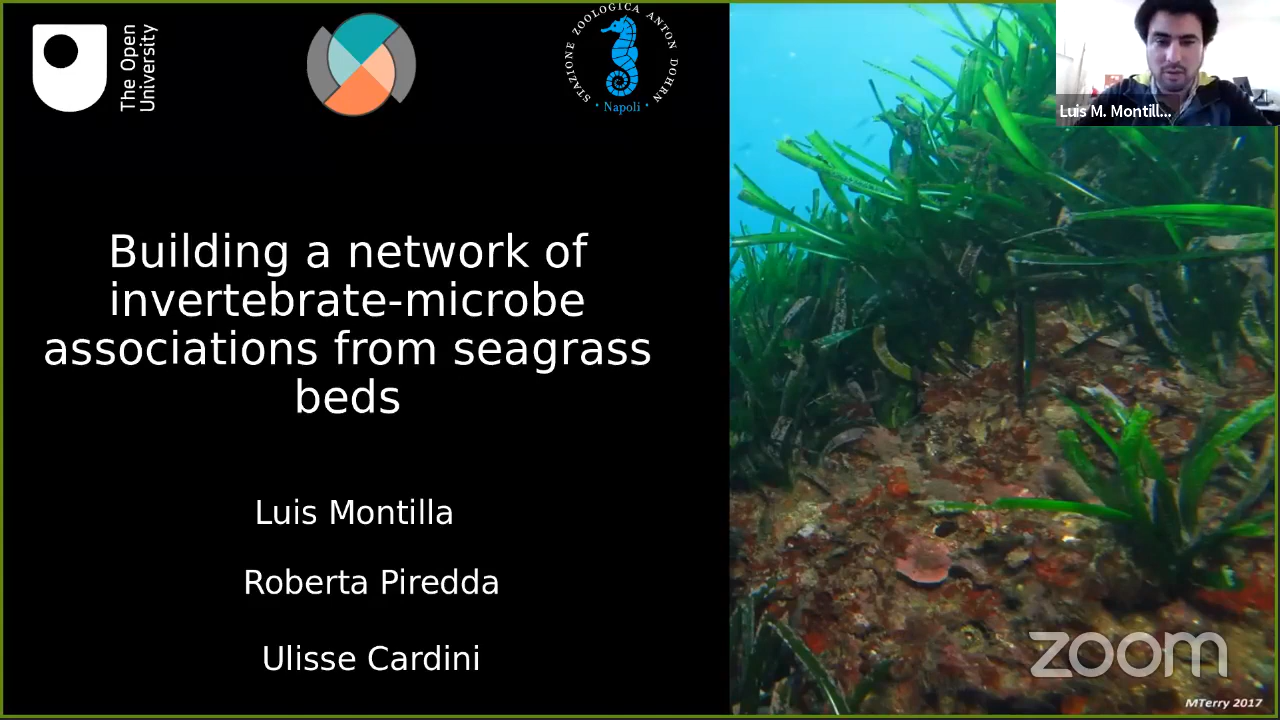 The Open
University
STAZIONE ZOOLOGICA ANTON DOHRN
• Napoli •
Luis M. Montill...
Building a network of
invertebrate-microbe
associations from seagrass
beds
Luis Montilla
Roberta Piredda
Ulisse Cardini
zoom
MTerry 2017